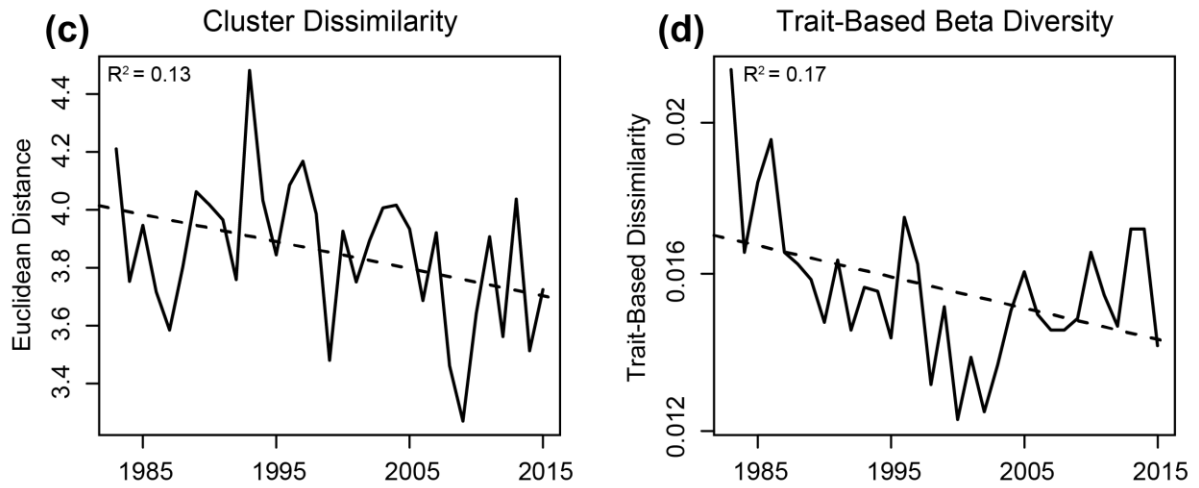 (c) Cluster Dissimilarity
R² = 0.13
Euclidean Distance
4.4
4.2
4.0
3.8
3.6
3.4
1985 1995 2005 2015
(d) Trait-Based Beta Diversity
R² = 0.17
Trait-Based Dissimilarity
0.02
0.016
0.012
1985 1995 2005 2015